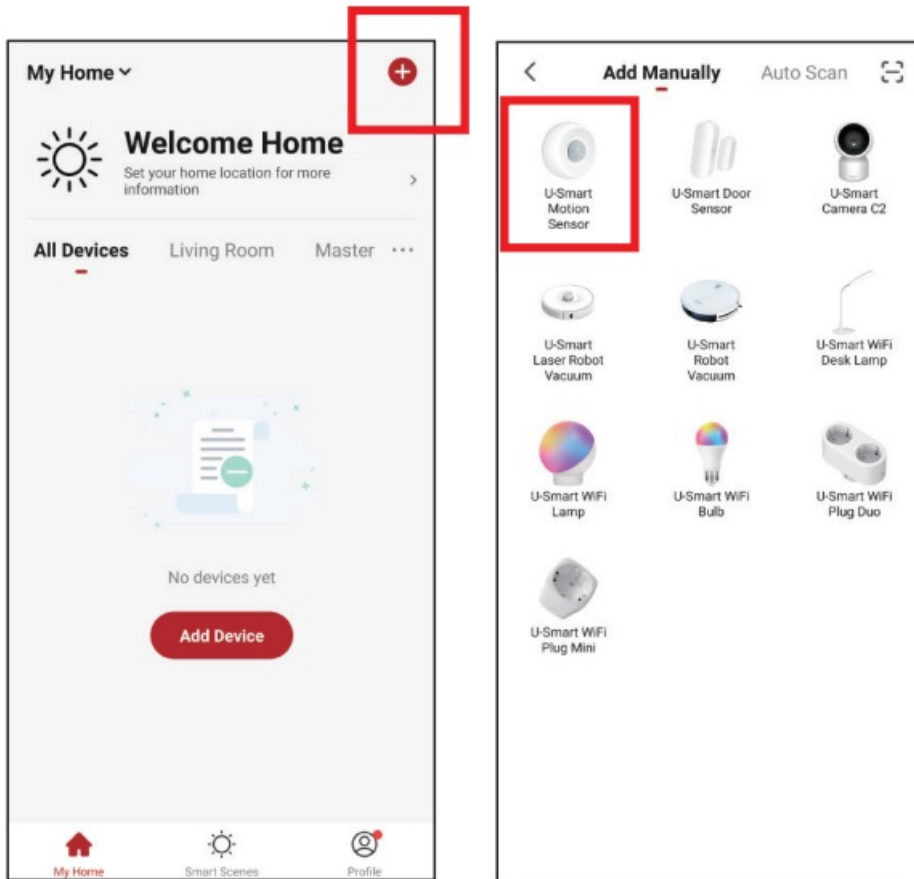 My Home
Welcome Home
Set your home location for more
information
All Devices Living Room Master ...
No devices yet
Add Device
My Home Smart Scenes Profile
Add Manually Auto Scan
U-Smart
Motion
Sensor
U-Smart Door
Sensor
U-Smart
Camera C2
U-Smart
Laser Robot
Vacuum
U-Smart
Robot
Vacuum
U-Smart WiFi
Desk Lamp
U-Smart WiFi
Lamp
U-Smart WiFi
Bulb
U-Smart WiFi
Plug Duo
U-Smart WiFi
Plug Mini